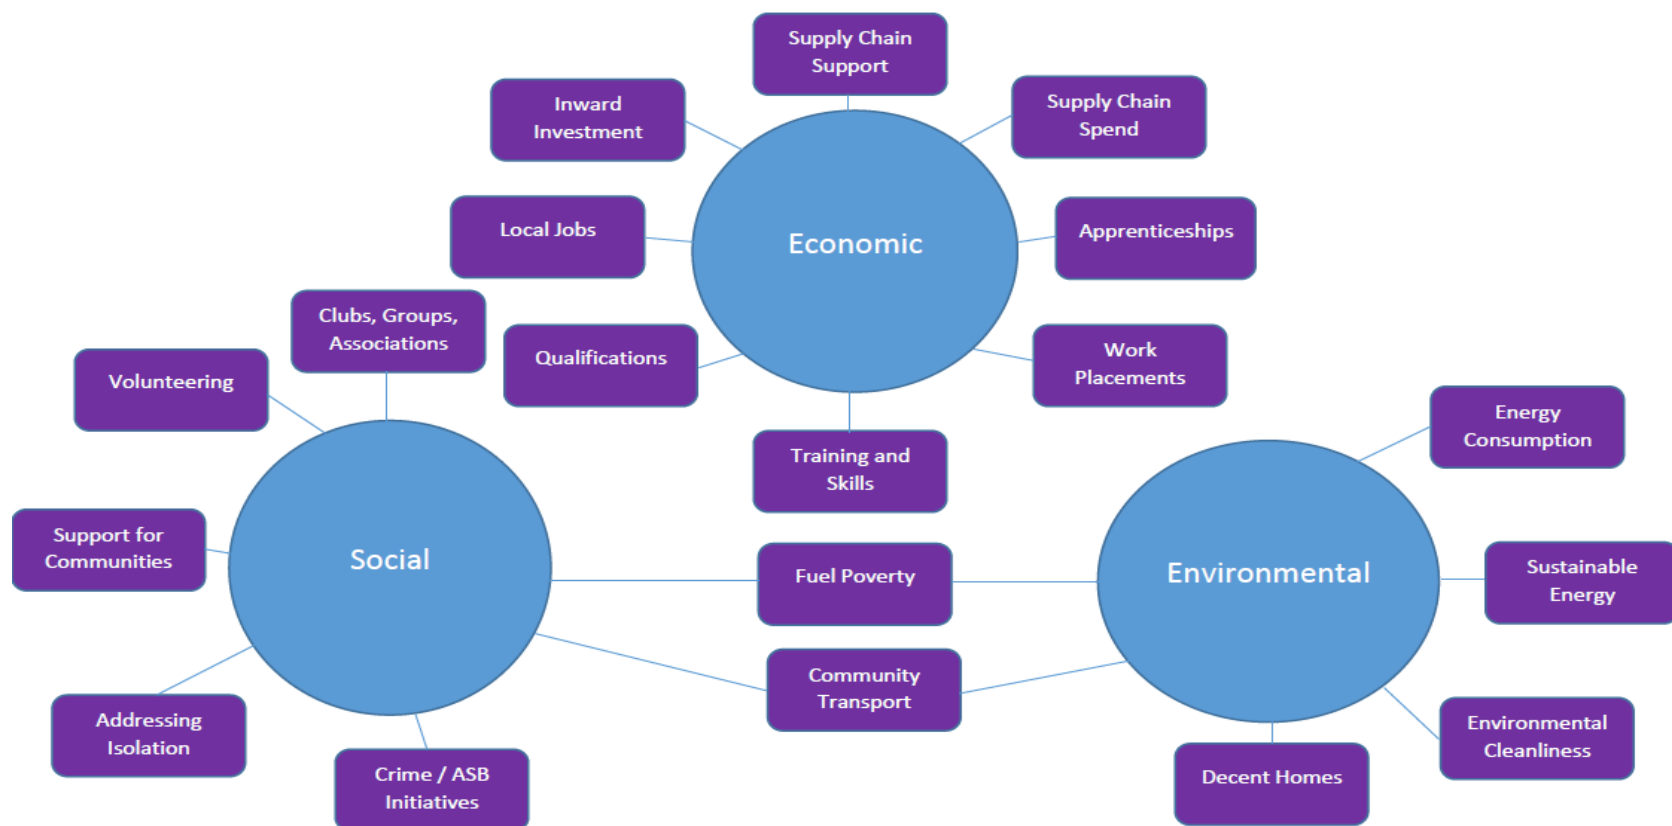 Supply Chain
Support
Inward
Investment
Supply Chain
Spend
Local Jobs
Economic
Apprenticeships
Clubs, Groups,
Associations
Qualifications
Work
Placements
Volunteering
Energy
Consumption
Training and
Skills
Support for
Communities
Social
Fuel Poverty
Environmental
Sustainable
Energy
Community
Transport
Addressing
Isolation
Environmental
Cleanliness
Crime / ASB
Initiatives
Decent Homes